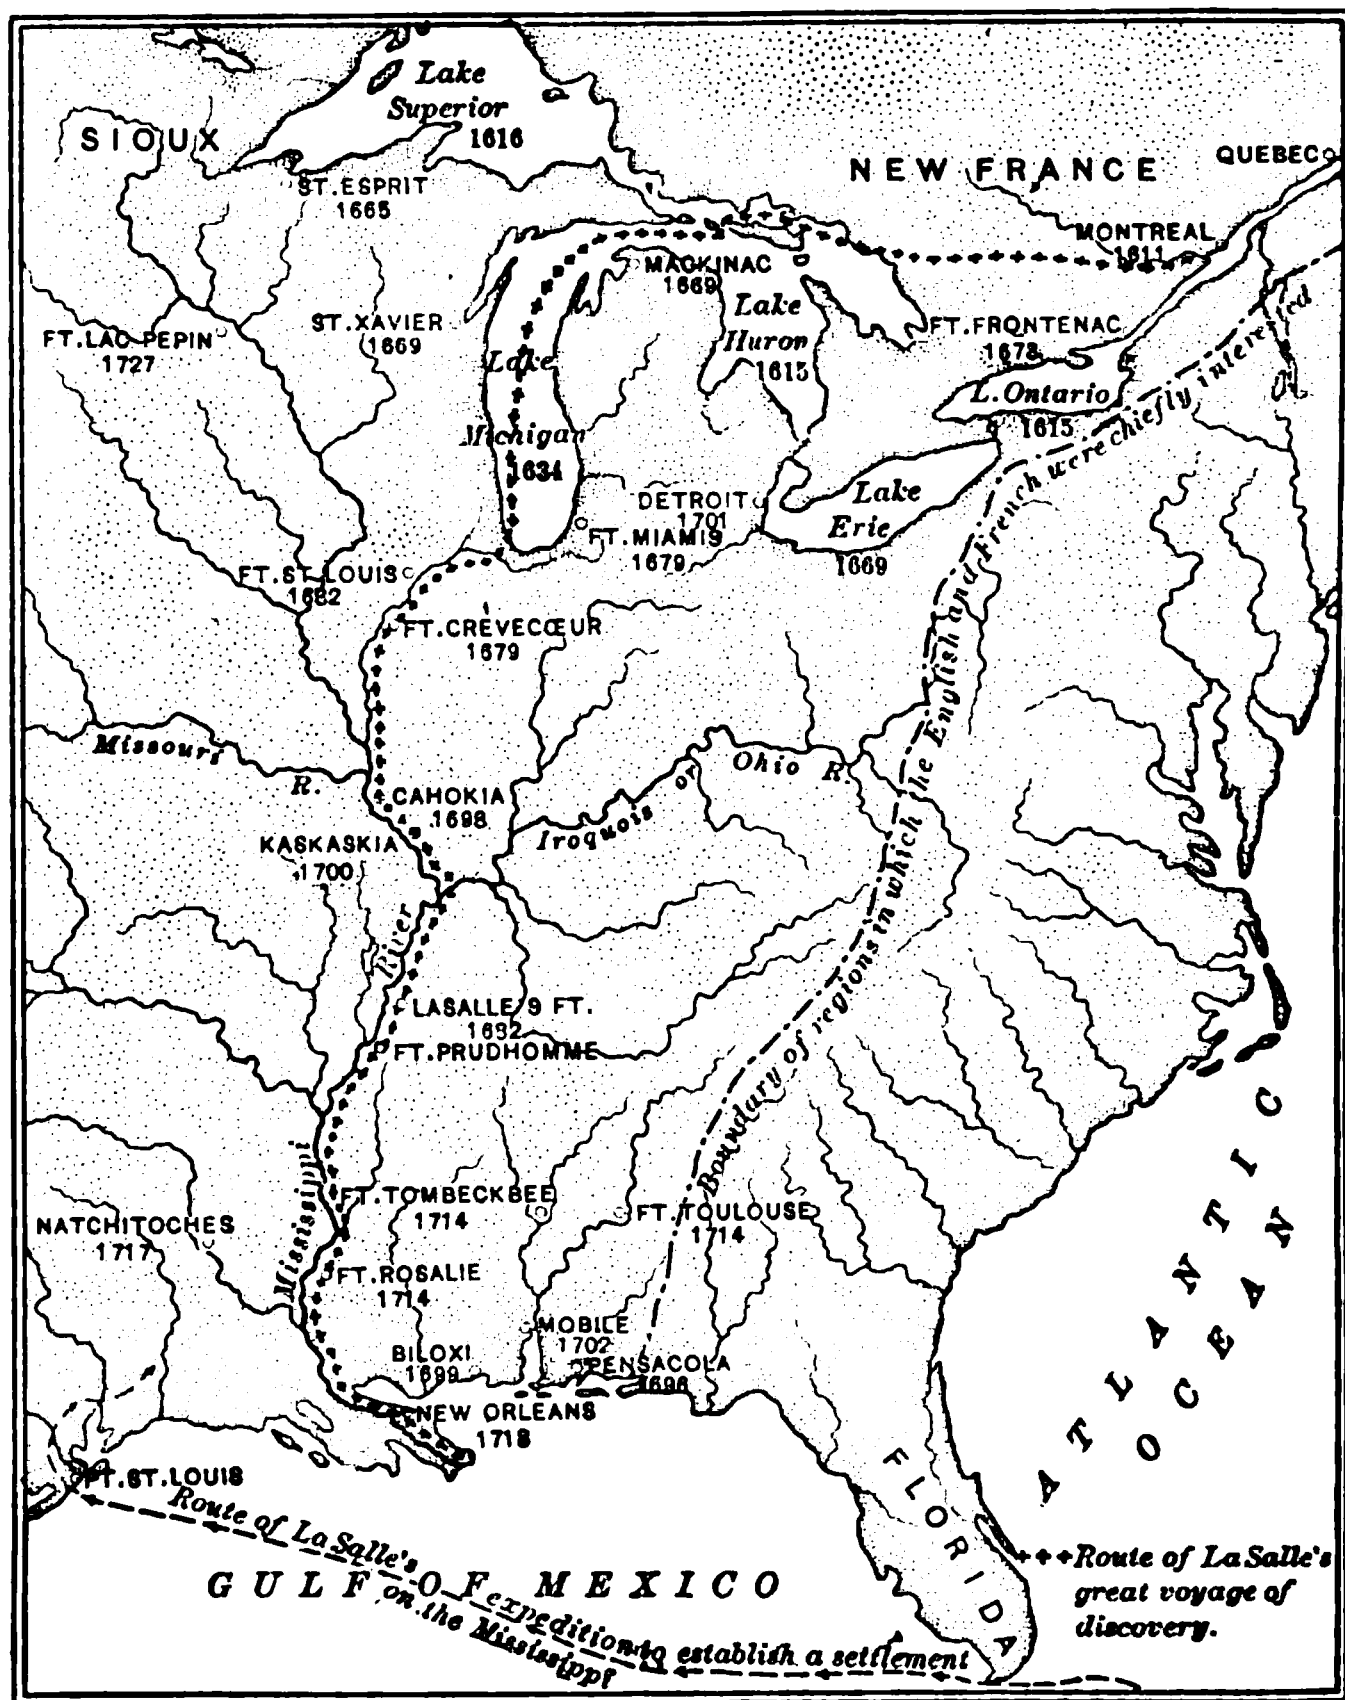 Lake
Superior
1616
SIOUX
NEW FRANCE
QUEBEC
ST. ESPRIT
1665
MONTREAL
1611
MACKINAC
1669
Lake
Huron
1615
ST. XAVIER
1669
FT. LAC PEPIN
1727
FT. FRONTENAC
1673
Lake
Michigan
1634
L. Ontario
1615
DETROIT
1701
Lake
Erie
1669
FT. MIAMIS
1679
FT. ST. LOUIS
1682
FT. CRÈVECŒUR
1679
Missouri
R.
Iroquois or Ohio R.
CAHOKIA
1698
KASKASKIA
1700
Mississippi River
LASALLE'S FT.
1682
FT. PRUDHOMME
Boundary of regions in which the English and French were chiefly interested
FT. TOMBECKBEE
1714
FT. TOULOUSE
1714
NATCHITOCHES
1717
FT. ROSALIE
1714
MOBILE
1702
BILOXI
1699
PENSACOLA
1696
NEW ORLEANS
1718
FT. ST. LOUIS
ATLANTIC
OCEAN
FLORIDA
GULF OF MEXICO
Route of LaSalle's expedition to establish a settlement
on the Mississippi
Route of LaSalle's
great voyage of
discovery.